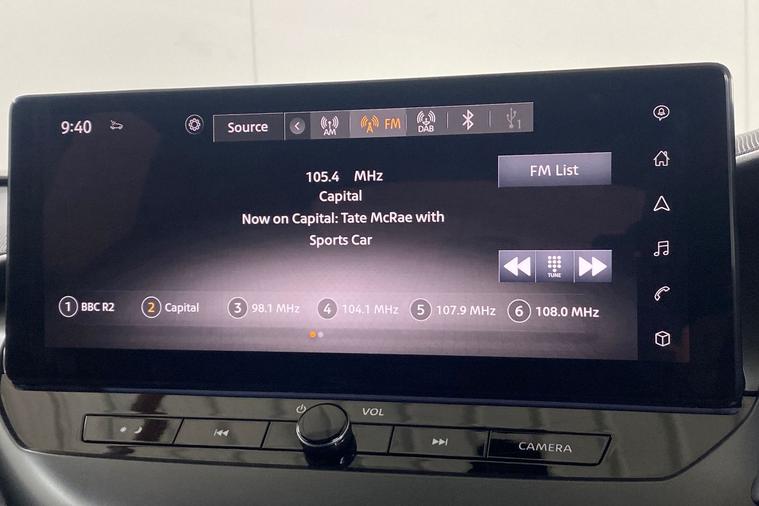 9:40
Source
AM
FM
DAB
1
105.4 MHz
FM List
Capital
Now on Capital: Tate McRae with
Sports Car
TUNE
1 BBC R2
2 Capital
3 98.1 MHz
4 104.1 MHz
5 107.9 MHz
6 108.0 MHz
VOL
CAMERA